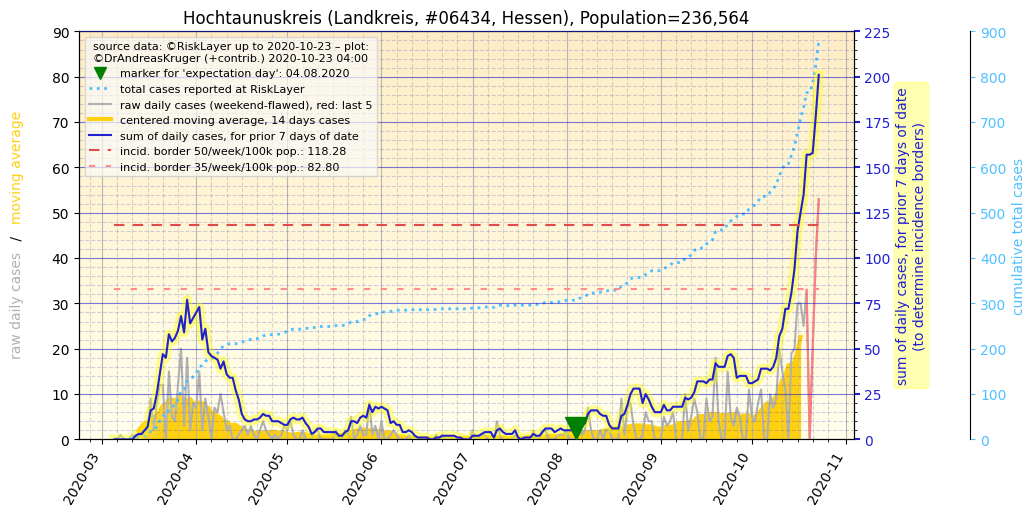 Hochtaunuskreis (Landkreis, #06434, Hessen), Population=236,564
source data: ©RiskLayer up to 2020-10-23 – plot:
©DrAndreasKruger (+contrib.) 2020-10-23 04:00
marker for 'expectation day': 04.08.2020
total cases reported at RiskLayer
raw daily cases (weekend-flawed), red: last 5
centered moving average, 14 days cases
sum of daily cases, for prior 7 days of date
incid. border 50/week/100k pop.: 118.28
incid. border 35/week/100k pop.: 82.80
raw daily cases / moving average
90
80
70
60
50
40
30
20
10
0
225
200
175
150
125
100
75
50
25
0
sum of daily cases, for prior 7 days of date
(to determine incidence borders)
900
800
700
600
500
400
300
200
100
0
cumulative total cases
2020-03
2020-04
2020-05
2020-06
2020-07
2020-08
2020-09
2020-10
2020-11